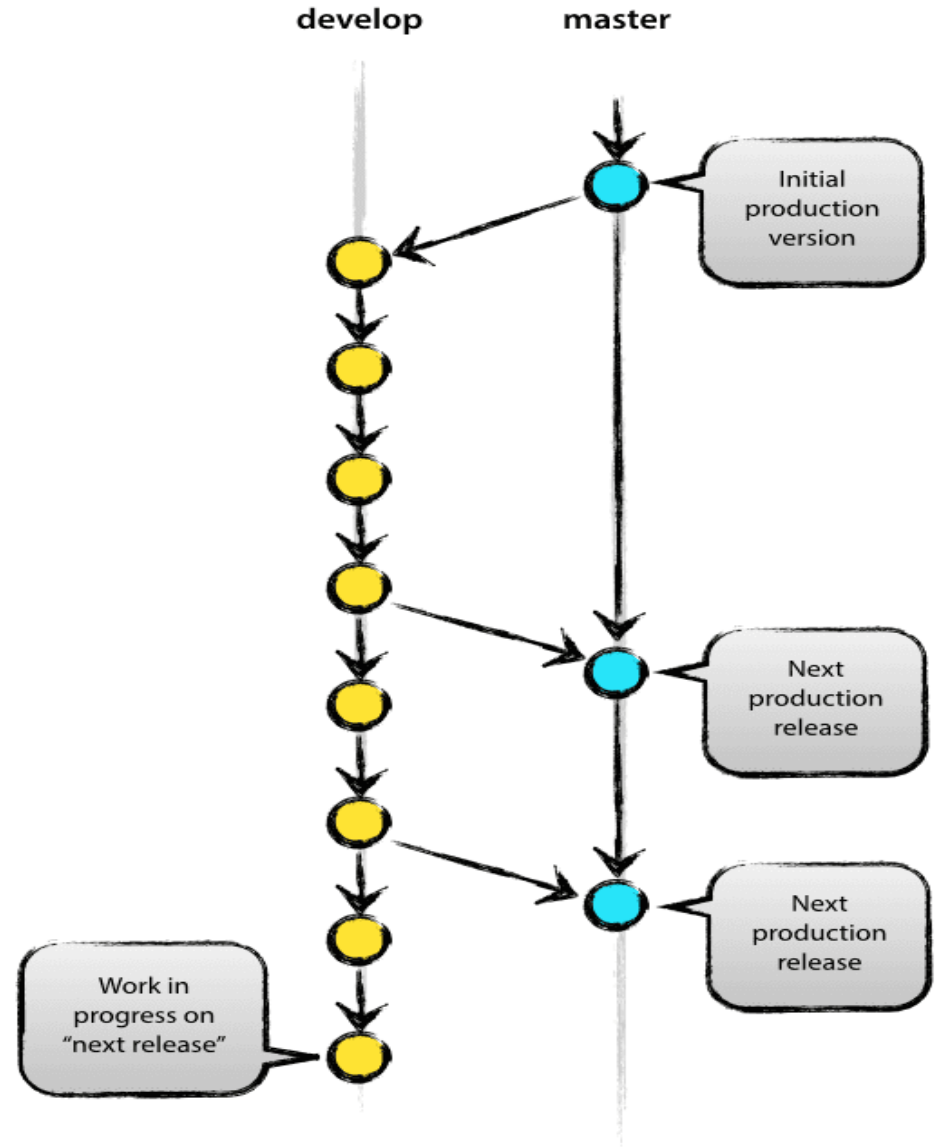 develop
master
Initial
production
version
Next
production
release
Next
production
release
Work in
progress on
“next release”